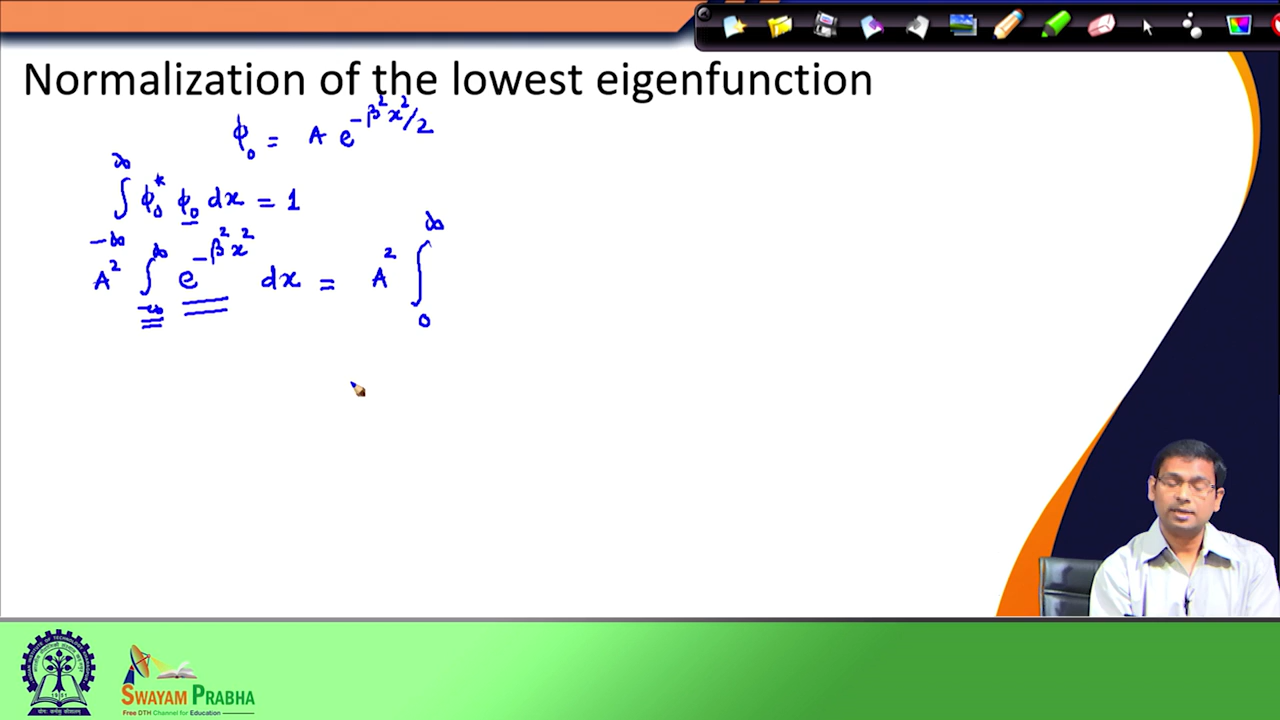 Normalization of the lowest eigenfunction
ϕ₀ = A e^{-β²x²/2}
∫_{-∞}^{∞} ϕ₀* ϕ₀ dx = 1
A² ∫_{-∞}^{∞} e^{-β²x²} dx = A² ∫_{0}^{∞}
SWAYAM PRABHA
Free DTH Channel for Education